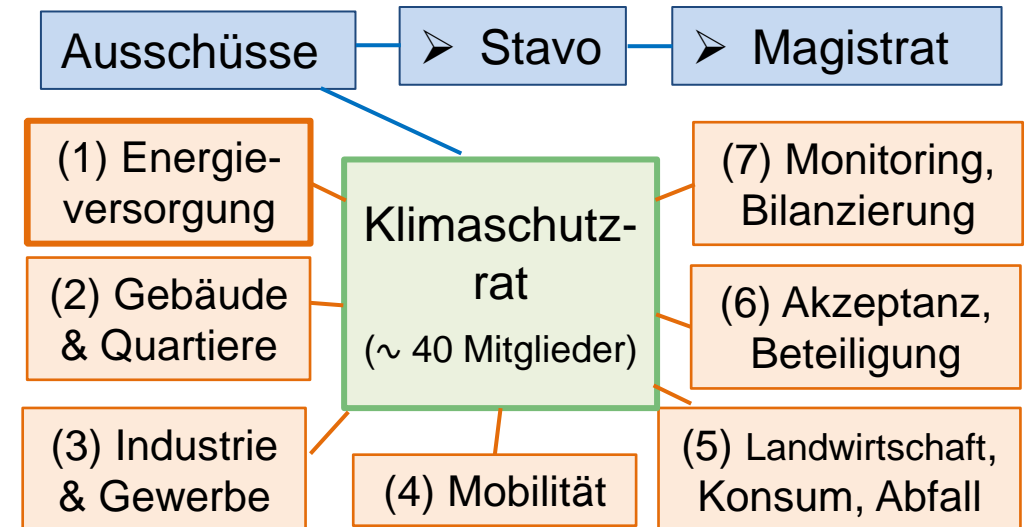 Ausschüsse
➢ Stavo
➢ Magistrat
(1) Energie-
versorgung
(2) Gebäude
& Quartiere
(3) Industrie
& Gewerbe
Klimaschutz-
rat
(~ 40 Mitglieder)
(4) Mobilität
(7) Monitoring,
Bilanzierung
(6) Akzeptanz,
Beteiligung
(5) Landwirtschaft,
Konsum, Abfall